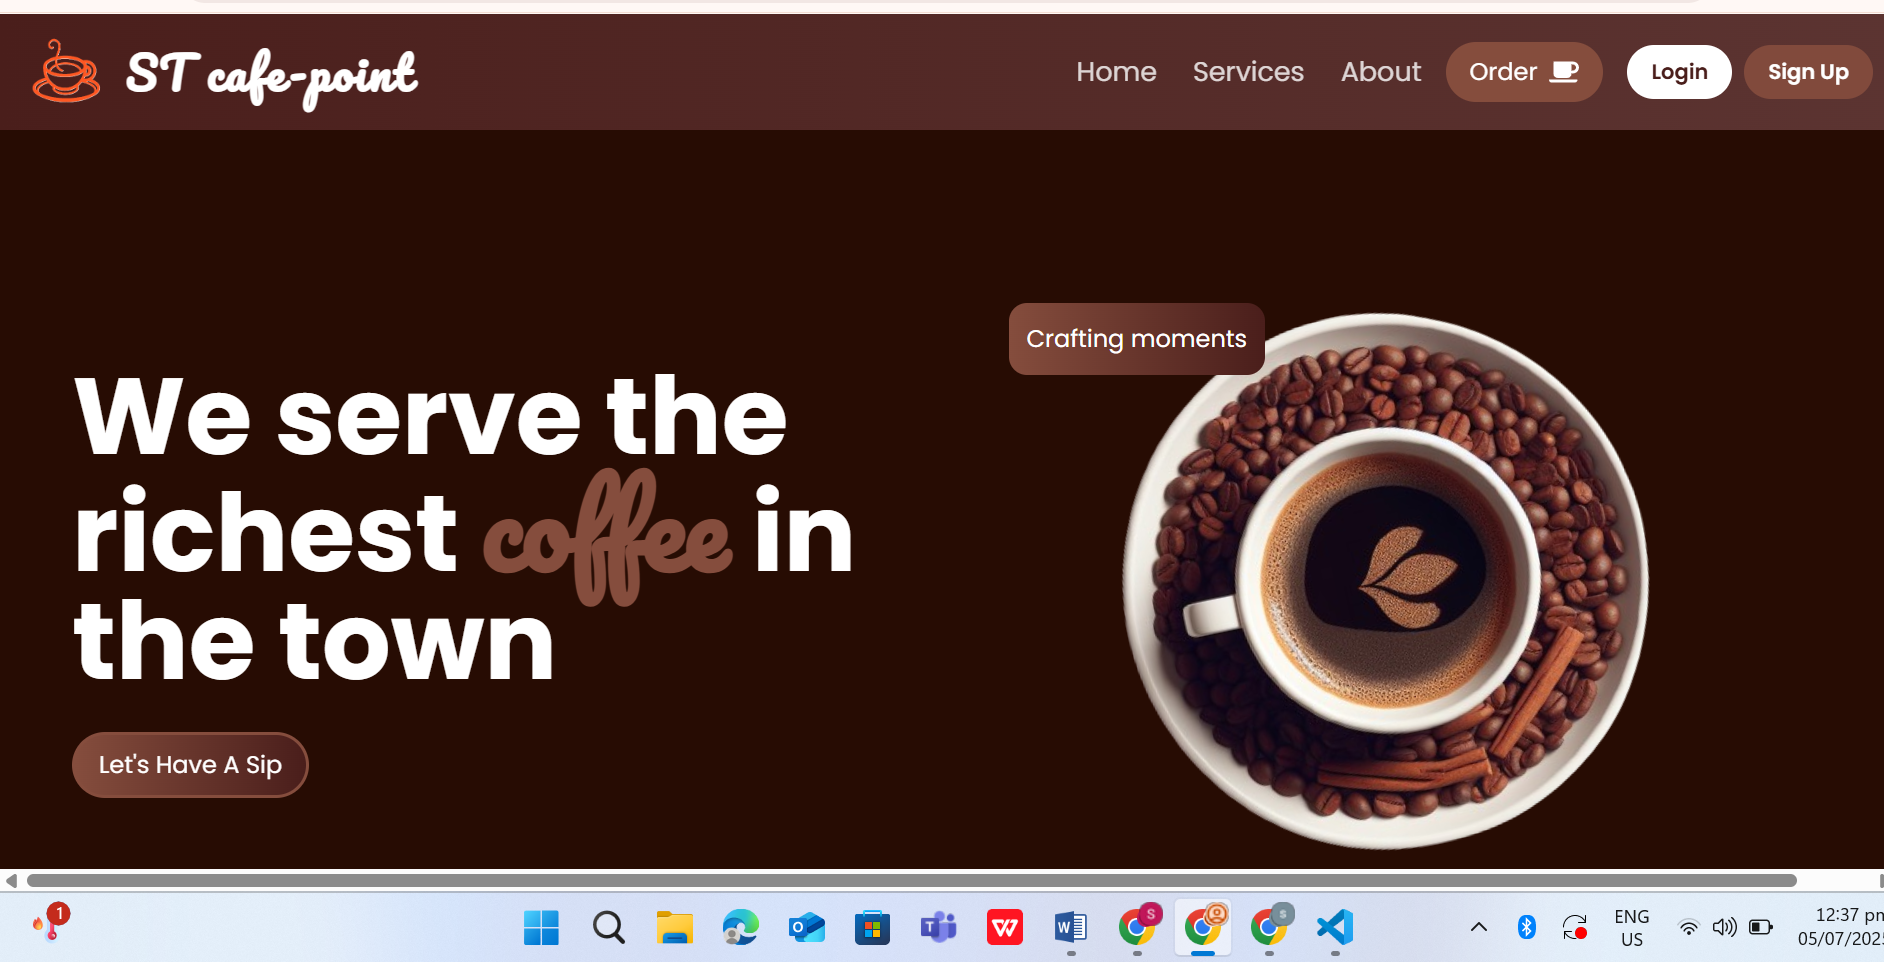 ST cafe-point
Home Services About Order Login Sign Up
Crafting moments
We serve the
richest coffee in
the town
Let's Have A Sip
1
ENG
US
12:37 pm
05/07/2025